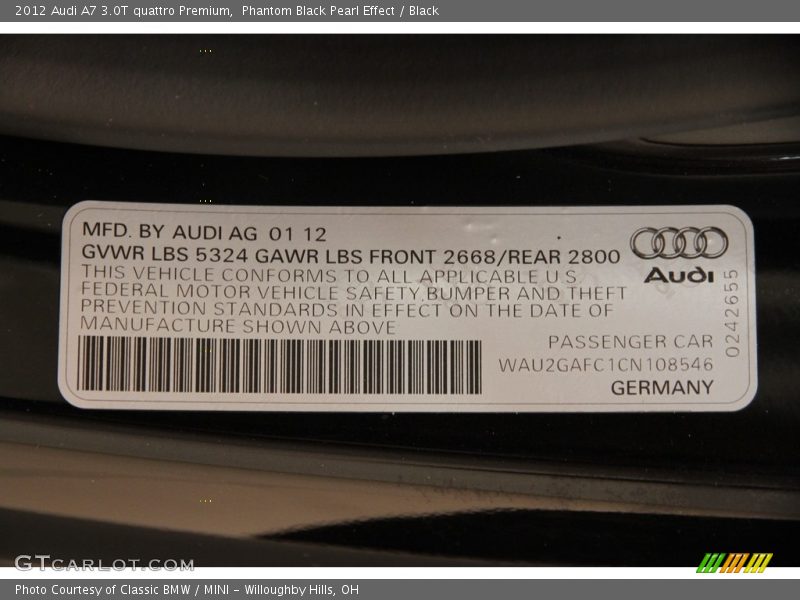 2012 Audi A7 3.0T quattro Premium,  Phantom Black Pearl Effect / Black
MFD. BY AUDI AG 01 12
GVWR LBS 5324 GAWR LBS FRONT 2668/REAR 2800
THIS VEHICLE CONFORMS TO ALL APPLICABLE U.S.
FEDERAL MOTOR VEHICLE SAFETY,BUMPER AND THEFT
PREVENTION STANDARDS IN EFFECT ON THE DATE OF
MANUFACTURE SHOWN ABOVE
Audi
0242655
PASSENGER CAR
WAU2GAFC1CN108546
GERMANY
GTCARLOT.COM
Photo Courtesy of Classic BMW / MINI - Willoughby Hills, OH